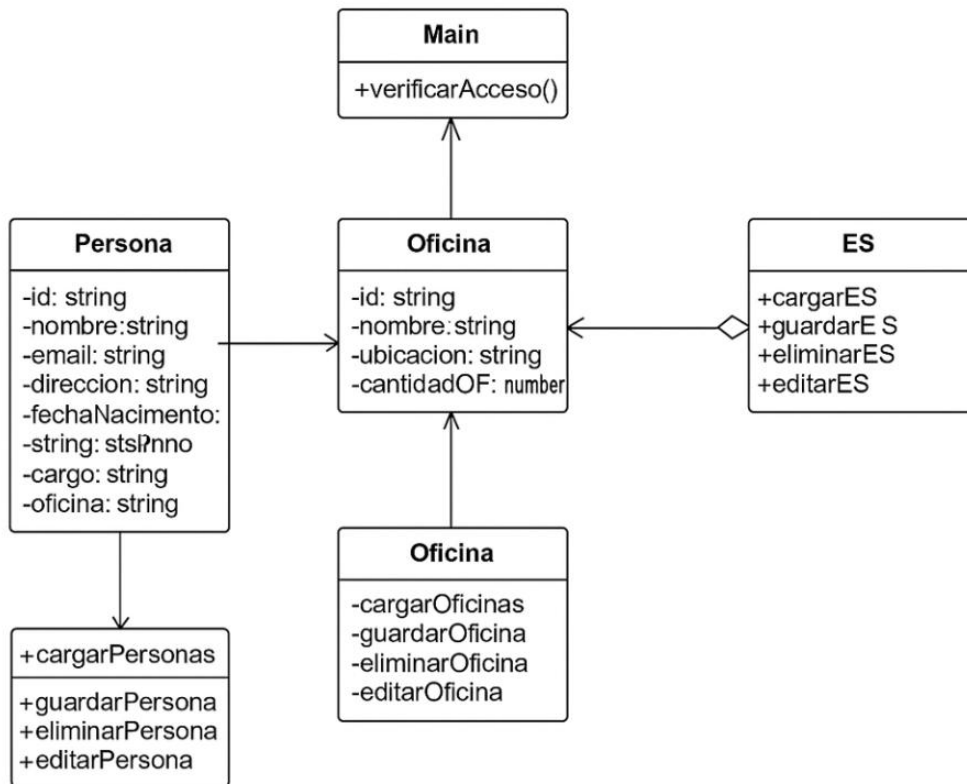 Main
+verificarAcceso()
Persona
-id: string
-nombre:string
-email: string
-direccion: string
-fechaNacimento:
-string:
-cargo: string
-oficina: string
Oficina
-id: string
-nombre: string
-ubicacion: string
-cantidadOF: number
ES
+cargarES
+guardarE S
+eliminarES
+editarES
+cargarPersonas
+guardarPersona
+eliminarPersona
+editarPersona
Oficina
-cargarOficinas
-guardarOficina
-eliminarOficina
-editarOficina